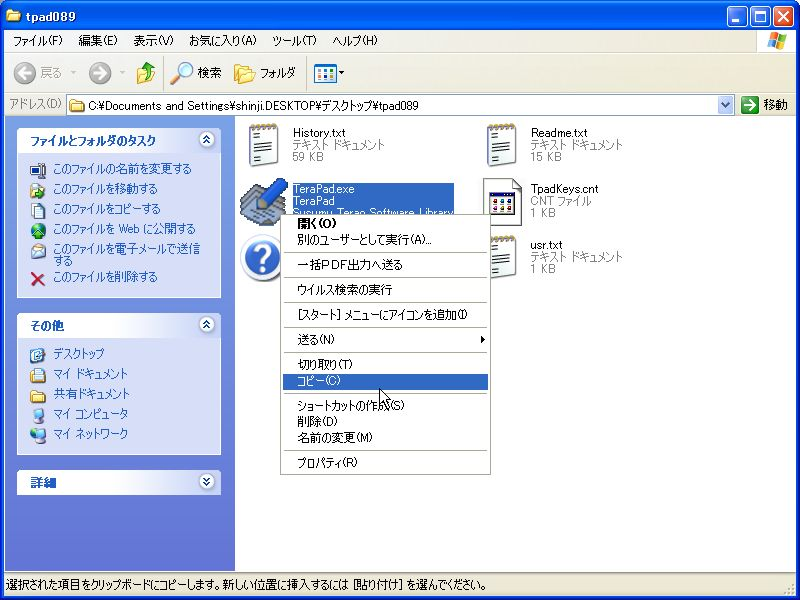 tpad089
ファイル(F) 編集(E) 表示(V) お気に入り(A) ツール(T) ヘルプ(H)
戻る 検索 フォルダ
アドレス(D) C:¥Documents and Settings¥shinji.DESKTOP¥デスクトップ¥tpad089 移動
ファイルとフォルダのタスク
このファイルの名前を変更する
このファイルを移動する
このファイルをコピーする
このファイルを Web に公開する
このファイルを電子メールで送信
する
このファイルを削除する
その他
デスクトップ
マイ ドキュメント
共有ドキュメント
マイ コンピュータ
マイ ネットワーク
詳細
History.txt
テキスト ドキュメント
59 KB
Readme.txt
テキスト ドキュメント
15 KB
TeraPad.exe
TeraPad
Susumu Terao Software Library
TpadKeys.cnt
CNT ファイル
1 KB
usr.txt
テキスト ドキュメント
1 KB
開く(O)
別のユーザーとして実行(A)...
一括PDF出力へ送る
ウイルス検索の実行
[スタート] メニューにアイコンを追加(I)
送る(N)
切り取り(T)
コピー(C)
ショートカットの作成(S)
削除(D)
名前の変更(M)
プロパティ(R)
選択された項目をクリップボードにコピーします。新しい位置に挿入するには [貼り付け] を選んでください。